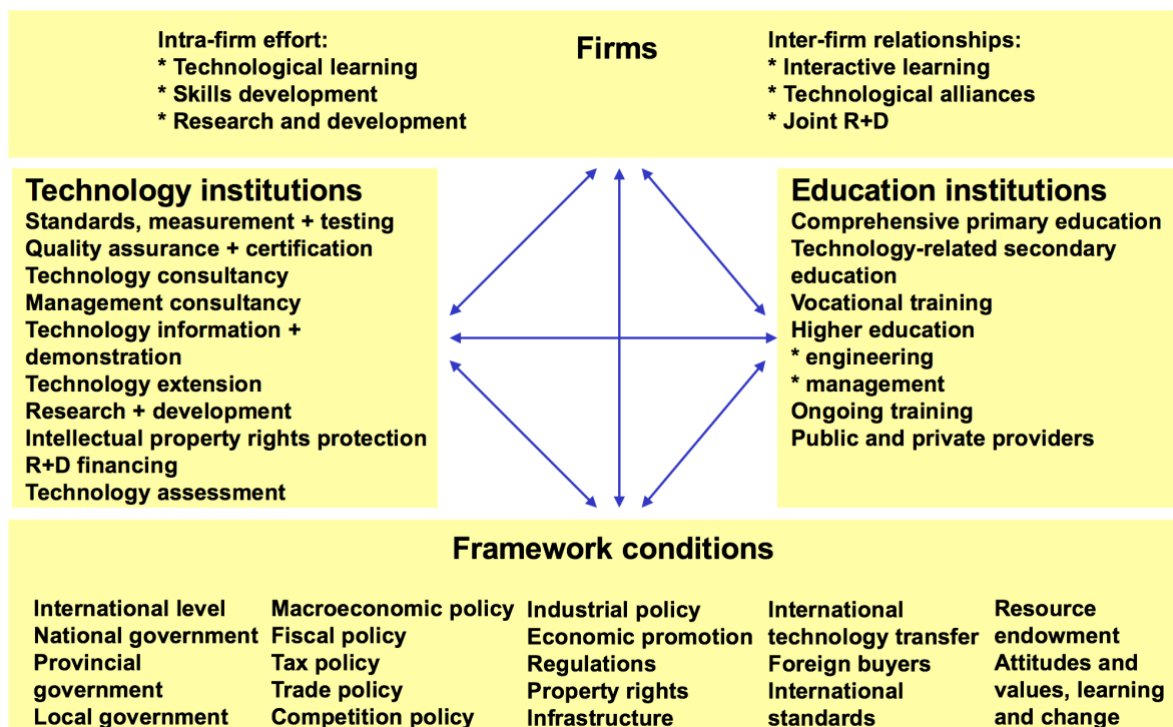 Firms
Intra-firm effort:
* Technological learning
* Skills development
* Research and development
Inter-firm relationships:
* Interactive learning
* Technological alliances
* Joint R+D
Technology institutions
Standards, measurement + testing
Quality assurance + certification
Technology consultancy
Management consultancy
Technology information +
demonstration
Technology extension
Research + development
Intellectual property rights protection
R+D financing
Technology assessment
Education institutions
Comprehensive primary education
Technology-related secondary
education
Vocational training
Higher education
* engineering
* management
Ongoing training
Public and private providers
Framework conditions
International level
National government
Provincial
government
Local government
Macroeconomic policy
Fiscal policy
Tax policy
Trade policy
Competition policy
Industrial policy
Economic promotion
Regulations
Property rights
Infrastructure
International
technology transfer
Foreign buyers
International
standards
Resource
endowment
Attitudes and
values, learning
and change